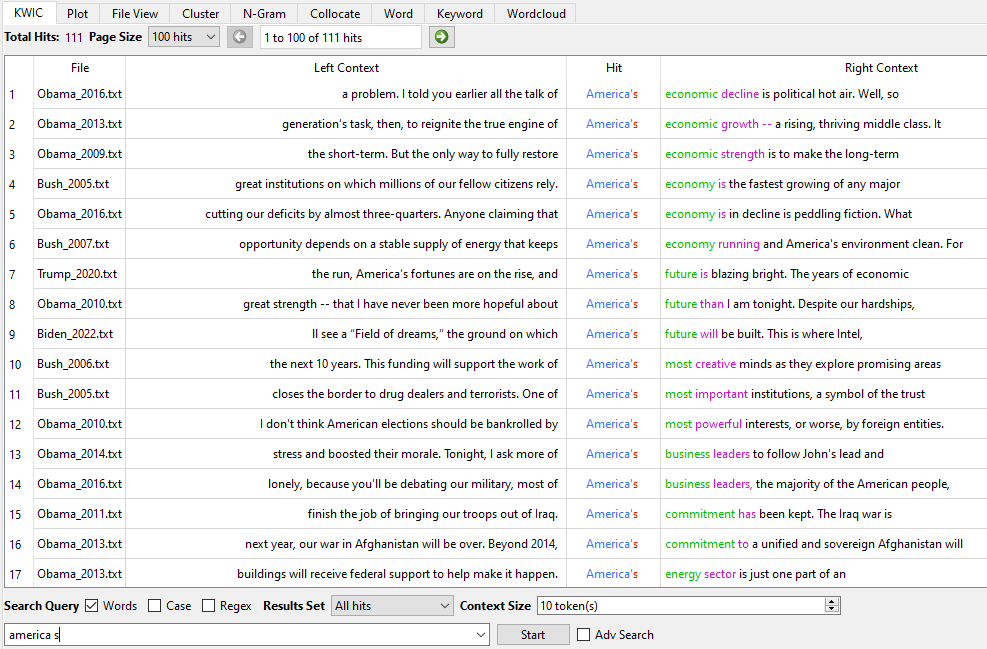 KWIC Plot File View Cluster N-Gram Collocate Word Keyword Wordcloud
Total Hits: 111 Page Size 100 hits 1 to 100 of 111 hits
File Left Context Hit Right Context
1 Obama_2016.txt a problem. I told you earlier all the talk of America's economic decline is political hot air. Well, so
2 Obama_2013.txt generation's task, then, to reignite the true engine of America's economic growth -- a rising, thriving middle class. It
3 Obama_2009.txt the short-term. But the only way to fully restore America's economic strength is to make the long-term
4 Bush_2005.txt great institutions on which millions of our fellow citizens rely. America's economy is the fastest growing of any major
5 Obama_2016.txt cutting our deficits by almost three-quarters. Anyone claiming that America's economy is in decline is peddling fiction. What
6 Bush_2007.txt opportunity depends on a stable supply of energy that keeps America's economy running and America's environment clean. For
7 Trump_2020.txt the run, America’s fortunes are on the rise, and America's future is blazing bright. The years of economic
8 Obama_2010.txt great strength -- that I have never been more hopeful about America's future than I am tonight. Despite our hardships,
9 Biden_2022.txt ll see a “Field of dreams,” the ground on which America's future will be built. This is where Intel,
10 Bush_2006.txt the next 10 years. This funding will support the work of America's most creative minds as they explore promising areas
11 Bush_2005.txt closes the border to drug dealers and terrorists. One of America's most important institutions, a symbol of the trust
12 Obama_2010.txt I don't think American elections should be bankrolled by America's most powerful interests, or worse, by foreign entities.
13 Obama_2014.txt stress and boosted their morale. Tonight, I ask more of America's business leaders to follow John's lead and
14 Obama_2016.txt lonely, because you'll be debating our military, most of America's business leaders, the majority of the American people,
15 Obama_2011.txt finish the job of bringing our troops out of Iraq. America's commitment has been kept. The Iraq war is
16 Obama_2013.txt next year, our war in Afghanistan will be over. Beyond 2014, America's commitment to a unified and sovereign Afghanistan will
17 Obama_2013.txt buildings will receive federal support to help make it happen. America's energy sector is just one part of an
Search Query Words Case Regex Results Set All hits Context Size 10 token(s)
america s Start Adv Search